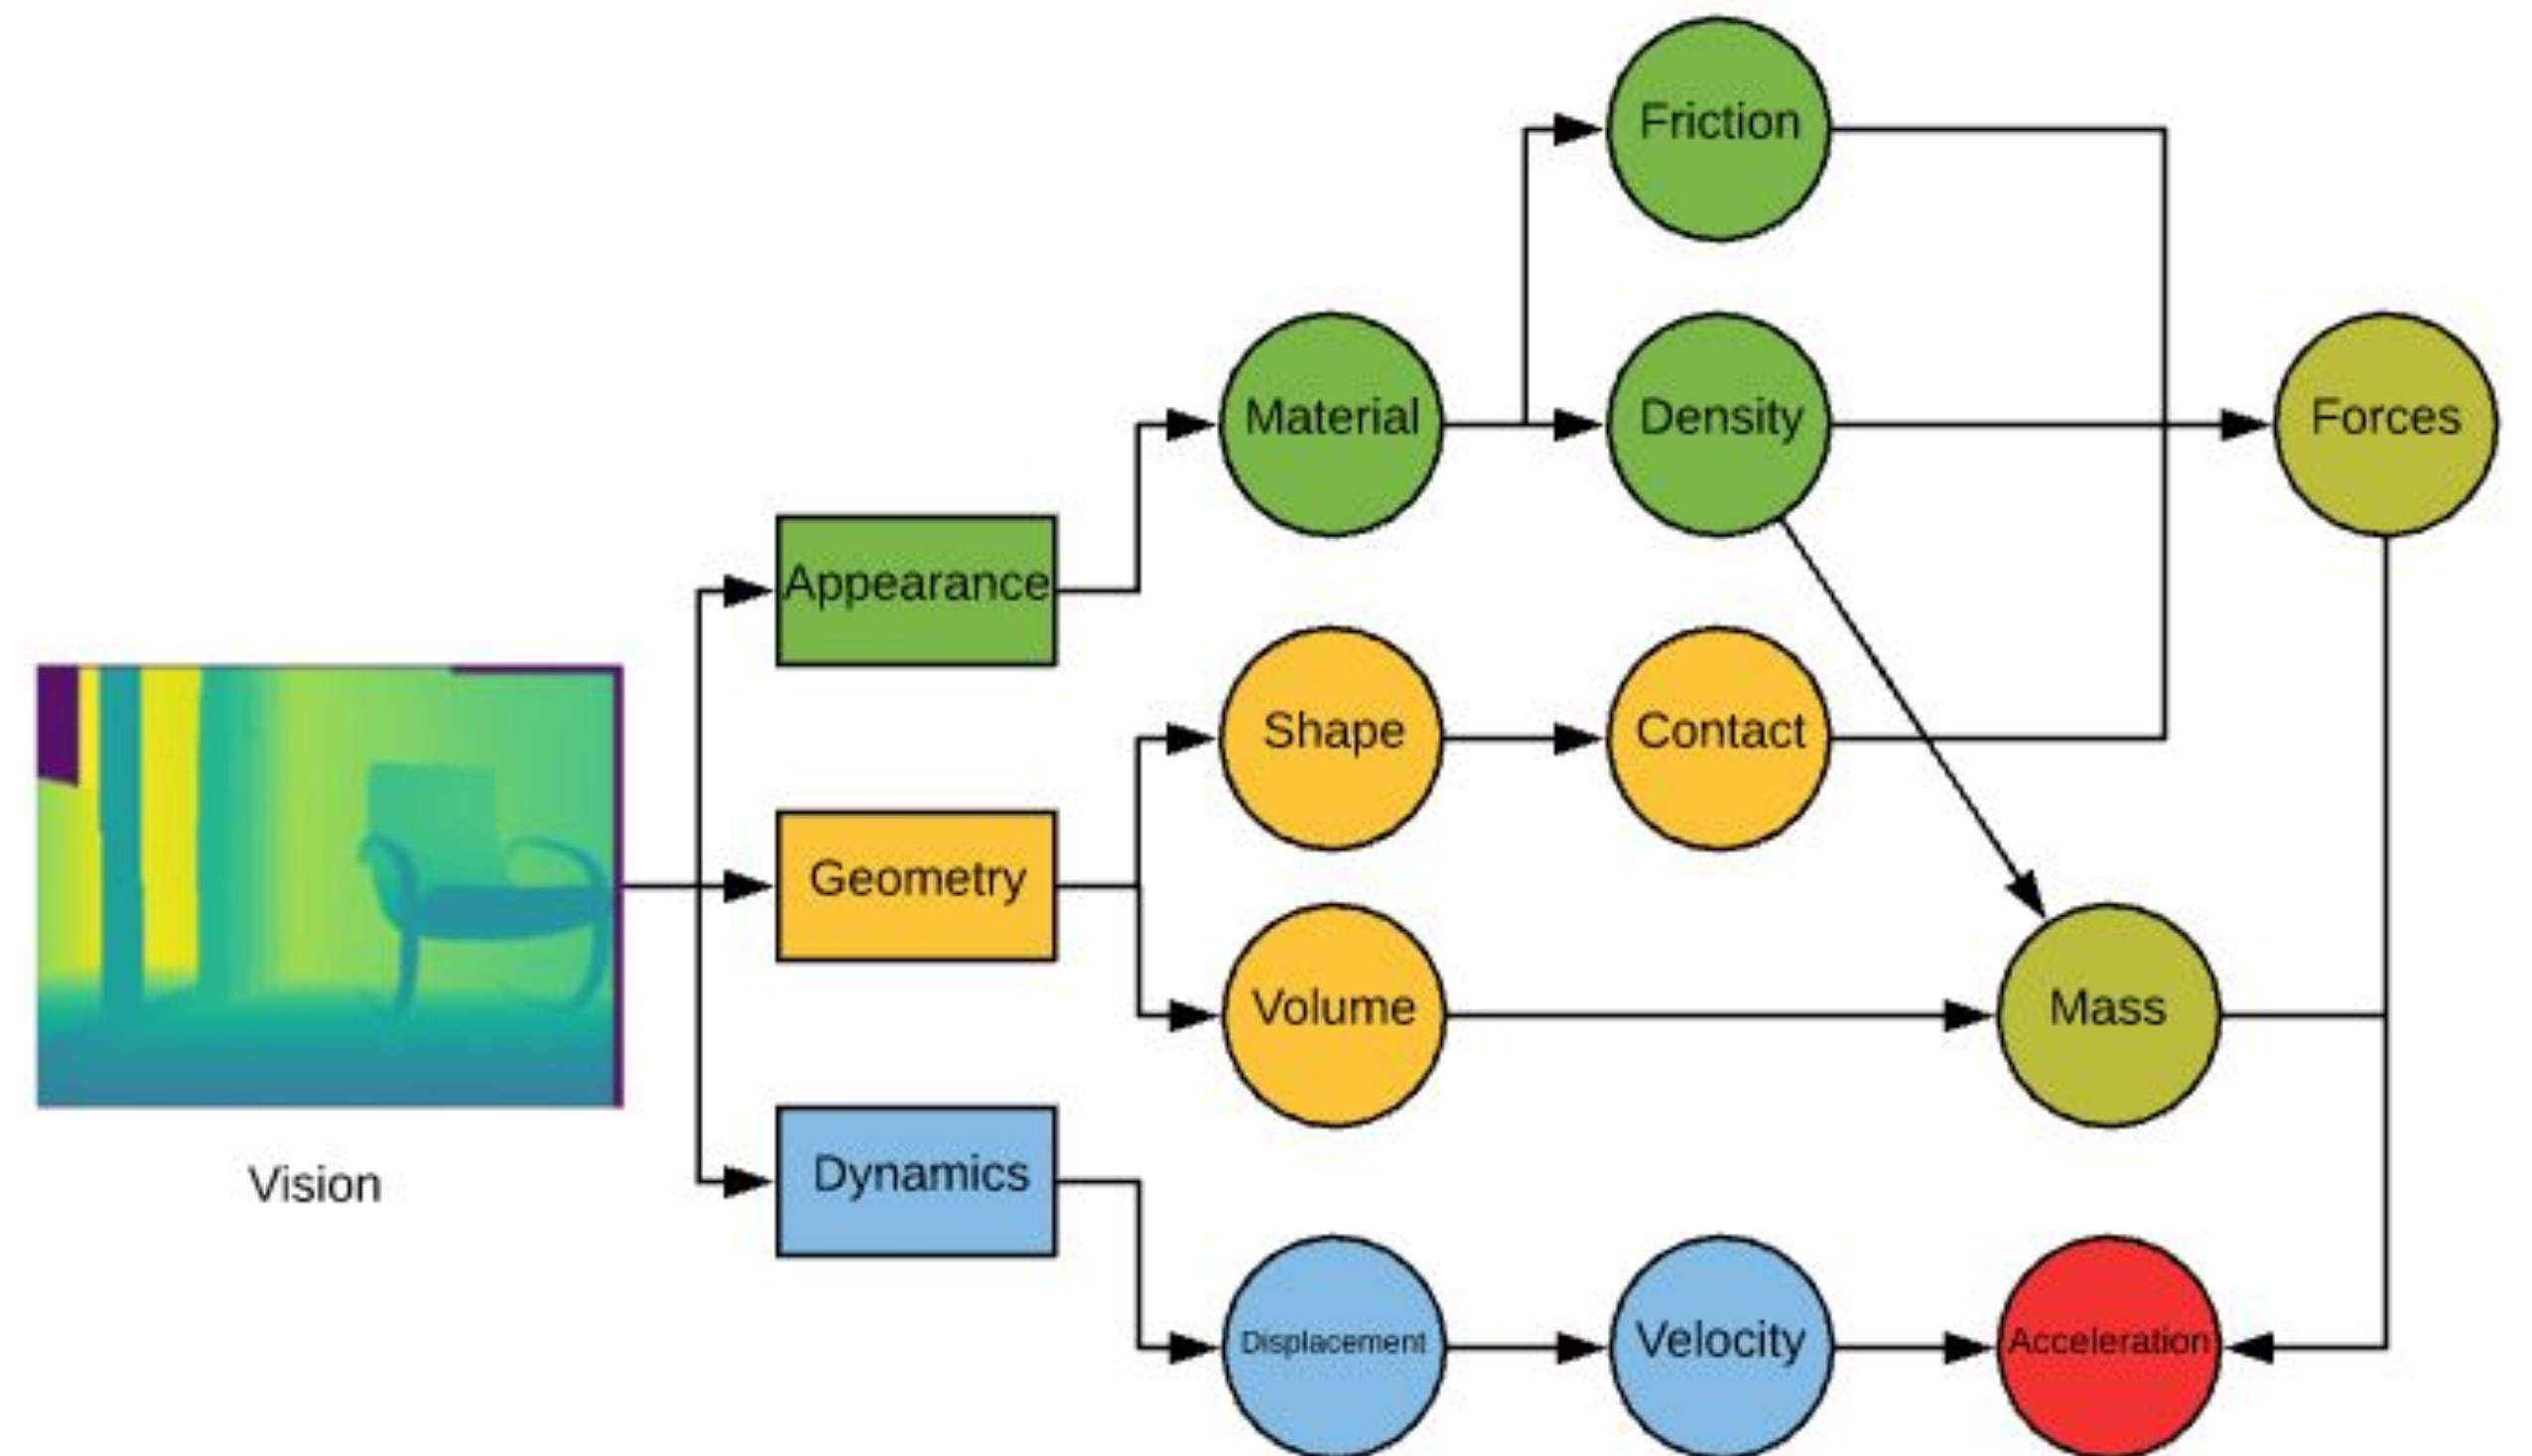 Friction
Material
Density
Forces
Appearance
Shape
Contact
Geometry
Volume
Mass
Vision
Dynamics
Displacement
Velocity
Acceleration